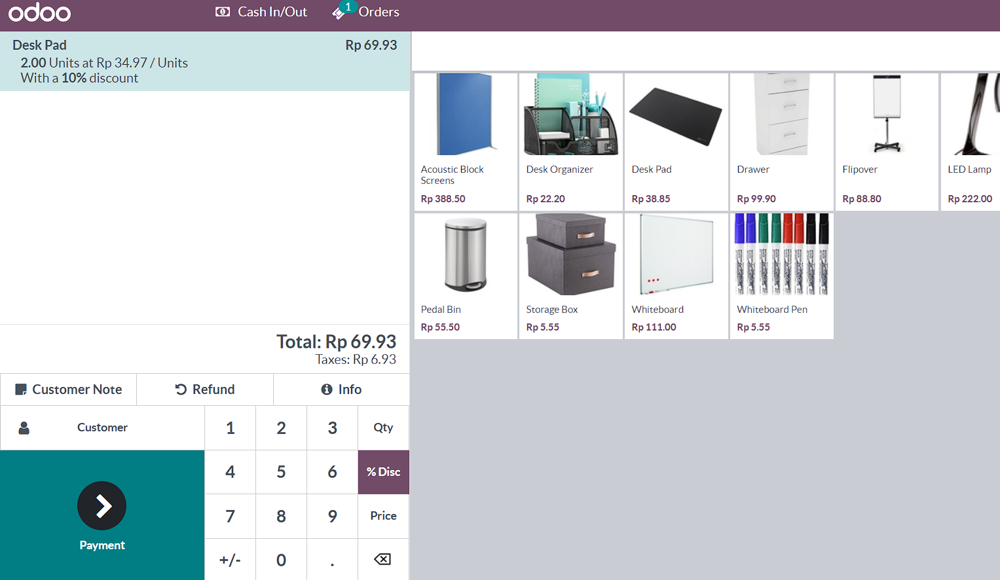 odoo
Cash In/Out
1
Orders
Desk Pad
Rp 69.93
2.00 Units at Rp 34.97 / Units
With a 10% discount
Acoustic Block
Screens
Rp 388.50
Desk Organizer
Rp 22.20
Desk Pad
Rp 38.85
Drawer
Rp 99.90
Flipover
Rp 88.80
LED Lamp
Rp 222.00
Pedal Bin
Rp 55.50
Storage Box
Rp 5.55
Whiteboard
Rp 111.00
Whiteboard Pen
Rp 5.55
Total: Rp 69.93
Taxes: Rp 6.93
Customer Note
Refund
Info
Customer
1
2
3
Qty
4
5
6
% Disc
7
8
9
Price
Payment
+/-
0
.